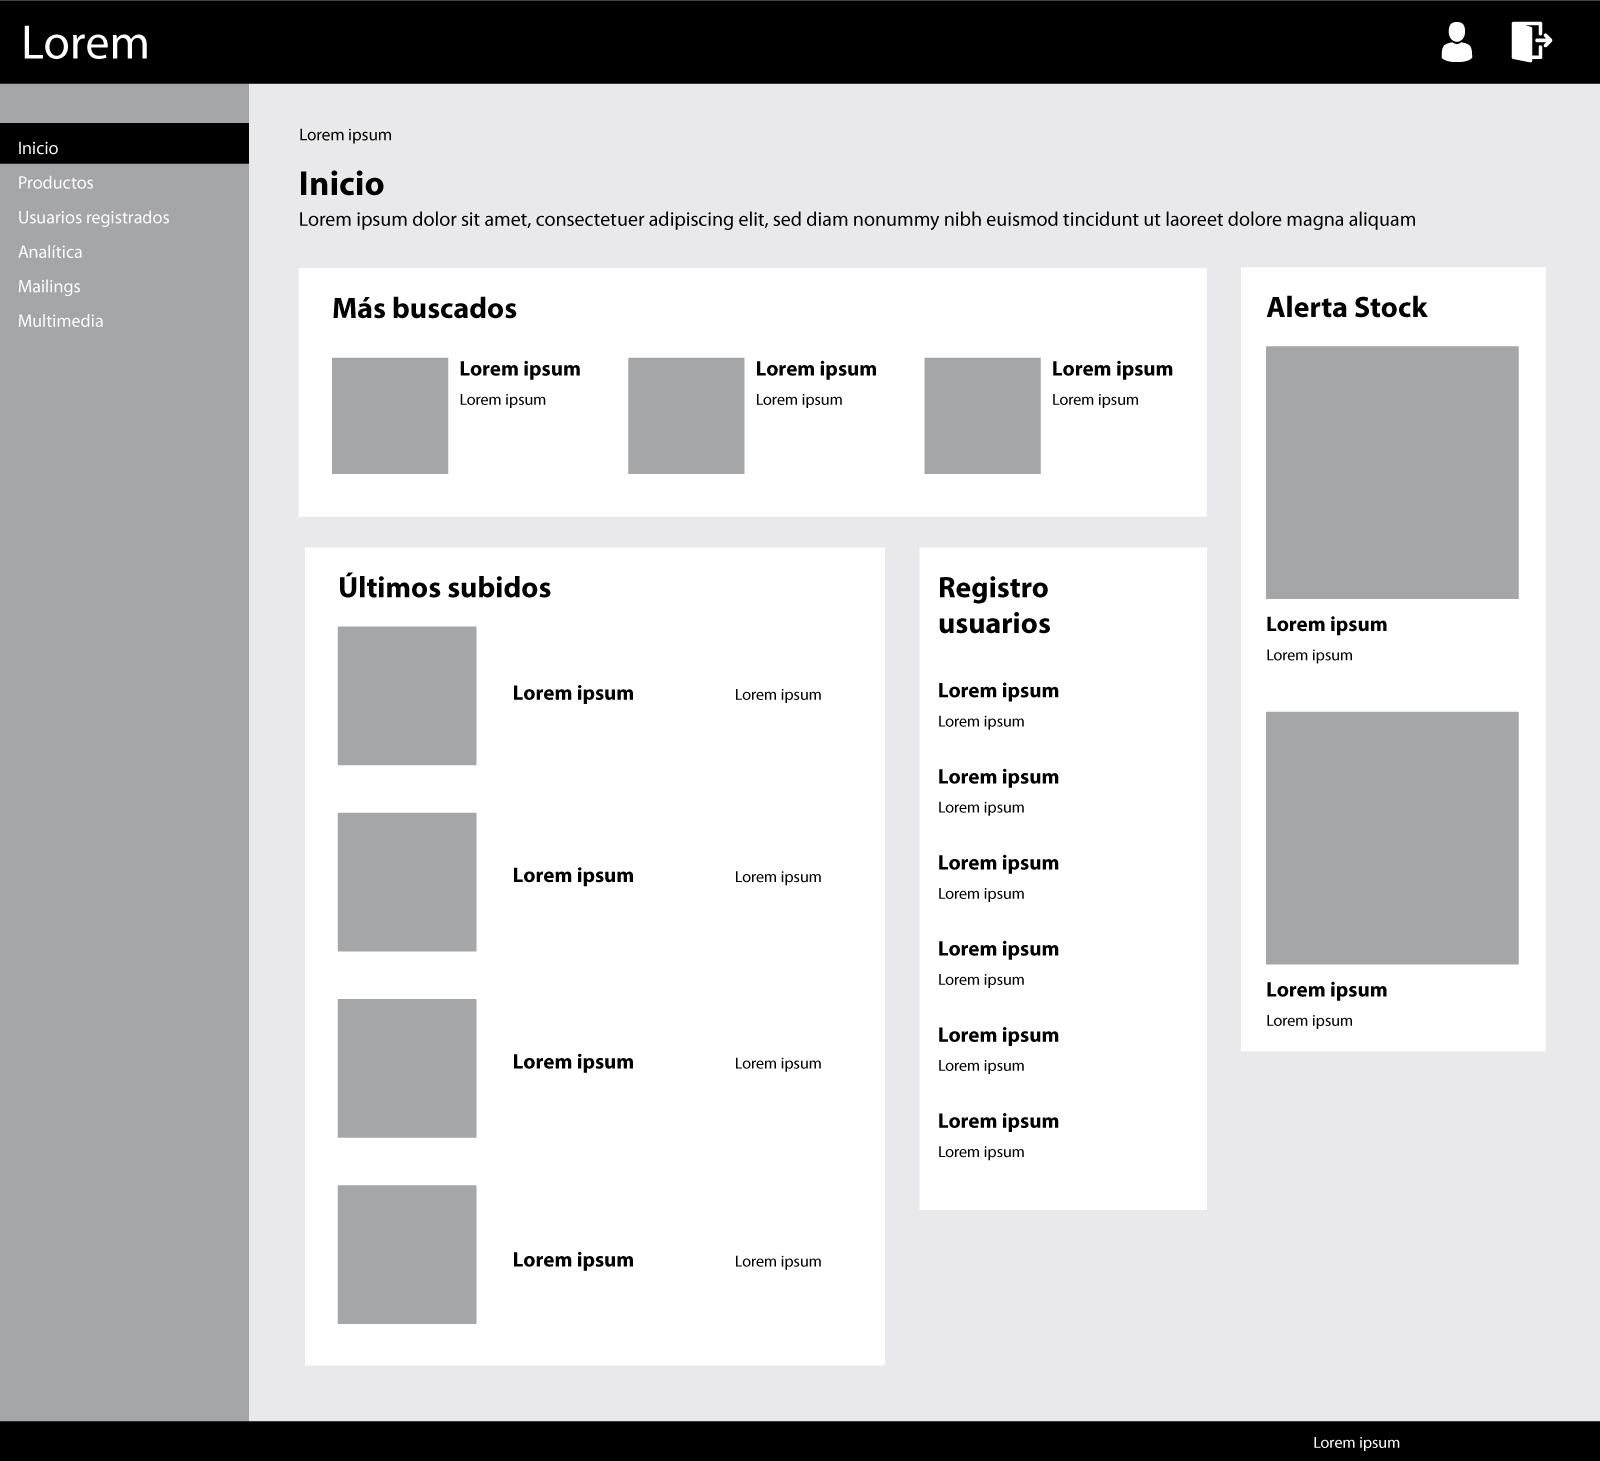 Lorem
Inicio
Productos
Usuarios registrados
Analítica
Mailings
Multimedia
Lorem ipsum
Inicio
Lorem ipsum dolor sit amet, consectetuer adipiscing elit, sed diam nonummy nibh euismod tincidunt ut laoreet dolore magna aliquam
Más buscados
Lorem ipsum
Lorem ipsum
Lorem ipsum
Lorem ipsum
Lorem ipsum
Lorem ipsum
Últimos subidos
Lorem ipsum
Lorem ipsum
Lorem ipsum
Lorem ipsum
Lorem ipsum
Lorem ipsum
Lorem ipsum
Lorem ipsum
Registro
usuarios
Lorem ipsum
Lorem ipsum
Lorem ipsum
Lorem ipsum
Lorem ipsum
Lorem ipsum
Lorem ipsum
Lorem ipsum
Lorem ipsum
Lorem ipsum
Lorem ipsum
Lorem ipsum
Alerta Stock
Lorem ipsum
Lorem ipsum
Lorem ipsum
Lorem ipsum
Lorem ipsum